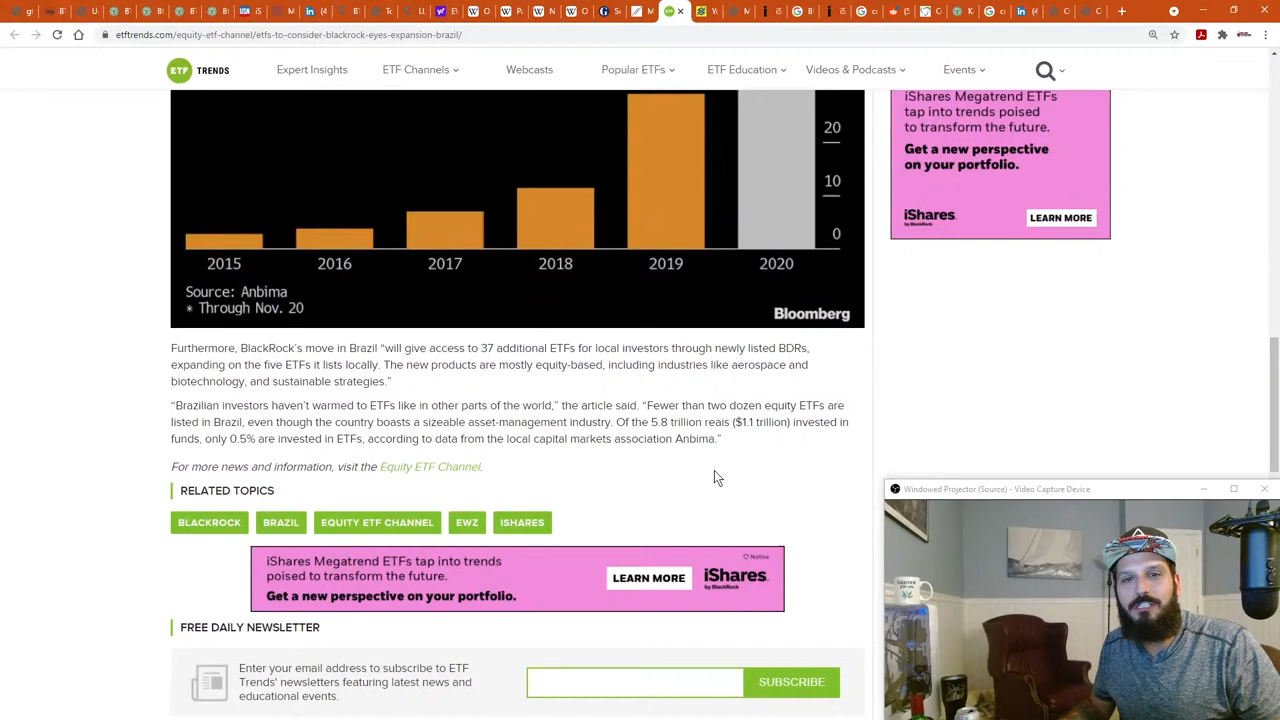 etftrends.com/equity-etf-channel/etfs-to-consider-blackrock-eyes-expansion-brazil/
ETF TRENDS
Expert Insights
ETF Channels
Webcasts
Popular ETFs
ETF Education
Videos & Podcasts
Events
20
10
0
2015 2016 2017 2018 2019 2020
Source: Anbima
* Through Nov. 20
Bloomberg
iShares Megatrend ETFs
tap into trends poised
to transform the future.
Get a new perspective
on your portfolio.
iShares
by BlackRock
LEARN MORE
Furthermore, BlackRock's move in Brazil “will give access to 37 additional ETFs for local investors through newly listed BDRs,
expanding on the five ETFs it lists locally. The new products are mostly equity-based, including industries like aerospace and
biotechnology, and sustainable strategies.”
“Brazilian investors haven't warmed to ETFs like in other parts of the world,” the article said. “Fewer than two dozen equity ETFs are
listed in Brazil, even though the country boasts a sizeable asset-management industry. Of the 5.8 trillion reais ($1.1 trillion) invested in
funds, only 0.5% are invested in ETFs, according to data from the local capital markets association Anbima.”
For more news and information, visit the Equity ETF Channel.
RELATED TOPICS
BLACKROCK
BRAZIL
EQUITY ETF CHANNEL
EWZ
ISHARES
iShares Megatrend ETFs tap into trends
poised to transform the future.
Get a new perspective on your portfolio.
LEARN MORE
iShares
by BlackRock
Notice
FREE DAILY NEWSLETTER
Enter your email address to subscribe to ETF
Trends' newsletters featuring latest news and
educational events.
SUBSCRIBE
Windowed Projector (Source) - Video Capture Device